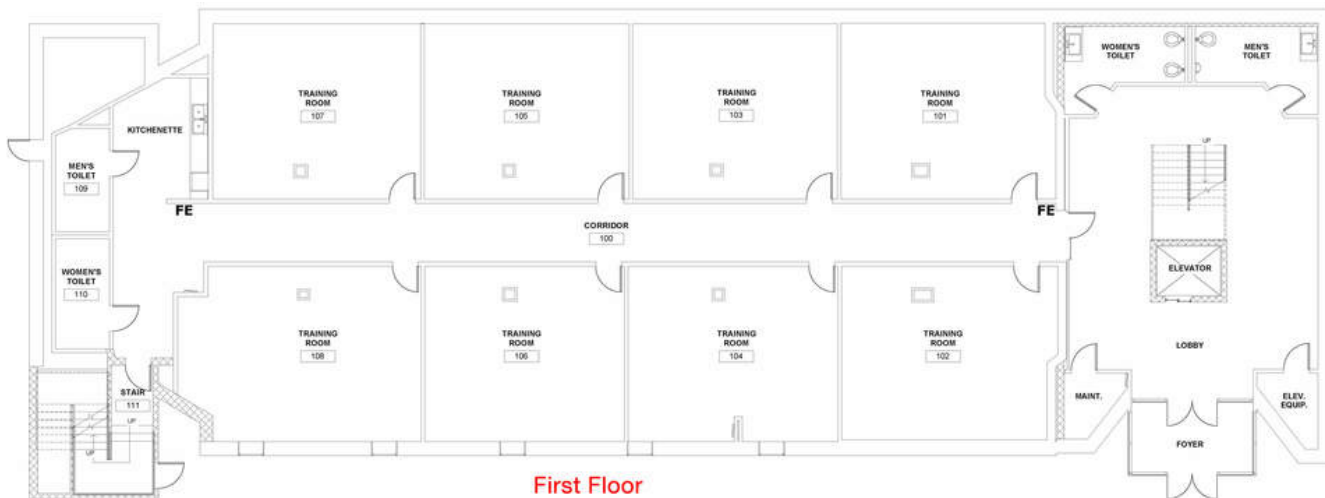 WOMEN'S
TOILET
MEN'S
TOILET
TRAINING
ROOM
107
TRAINING
ROOM
105
TRAINING
ROOM
103
TRAINING
ROOM
101
KITCHENETTE
UP
MEN'S
TOILET
109
FE
FE
CORRIDOR
100
WOMEN'S
TOILET
110
ELEVATOR
TRAINING
ROOM
108
TRAINING
ROOM
106
TRAINING
ROOM
104
TRAINING
ROOM
102
LOBBY
STAIR
111
UP
UP
MAINT.
ELEV.
EQUIP.
FOYER
First Floor